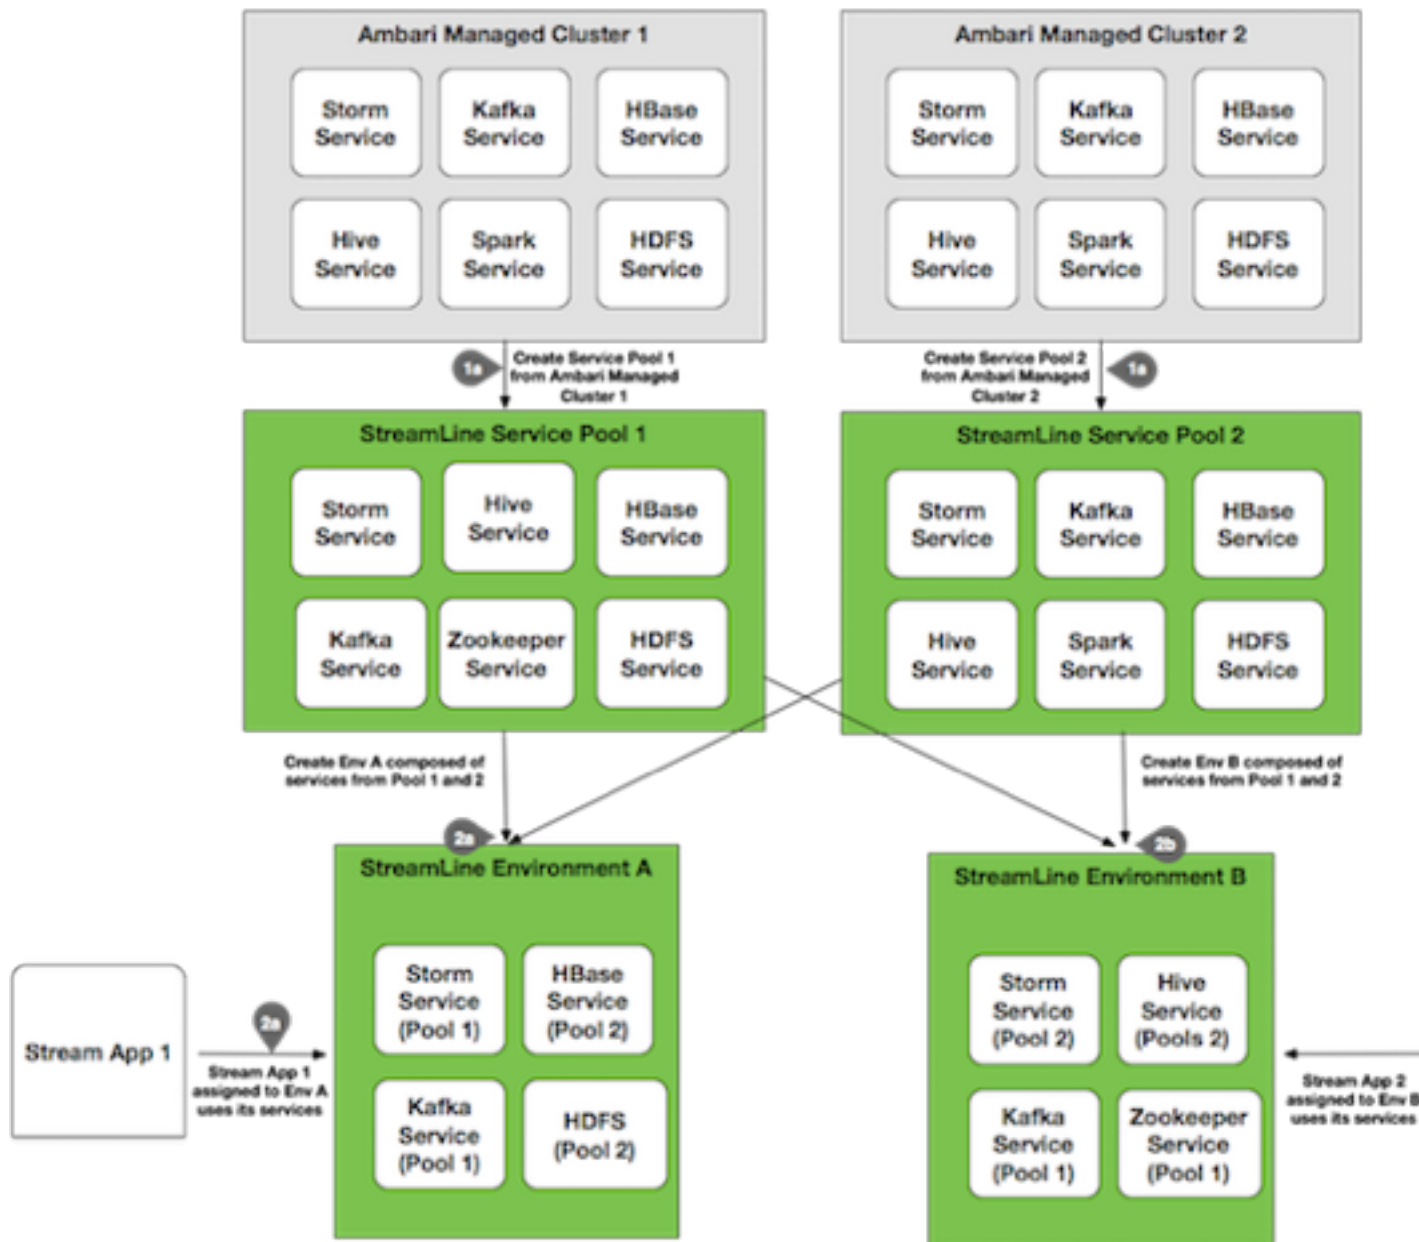 Ambari Managed Cluster 1
Storm
Service
Kafka
Service
HBase
Service
Hive
Service
Spark
Service
HDFS
Service
Ambari Managed Cluster 2
Storm
Service
Kafka
Service
HBase
Service
Hive
Service
Spark
Service
HDFS
Service
1a
Create Service Pool 1
from Ambari Managed
Cluster 1
Create Service Pool 2
from Ambari Managed
Cluster 2
1a
StreamLine Service Pool 1
Storm
Service
Hive
Service
HBase
Service
Kafka
Service
Zookeeper
Service
HDFS
Service
StreamLine Service Pool 2
Storm
Service
Kafka
Service
HBase
Service
Hive
Service
Spark
Service
HDFS
Service
Create Env A composed of
services from Pool 1 and 2
Create Env B composed of
services from Pool 1 and 2
2a
2b
StreamLine Environment A
Storm
Service
(Pool 1)
HBase
Service
(Pool 2)
Kafka
Service
(Pool 1)
HDFS
(Pool 2)
StreamLine Environment B
Storm
Service
(Pool 2)
Hive
Service
(Pools 2)
Kafka
Service
(Pool 1)
Zookeeper
Service
(Pool 1)
Stream App 1
2a
Stream App 1
assigned to Env A
uses its services
Stream App 2
assigned to Env B
uses its services